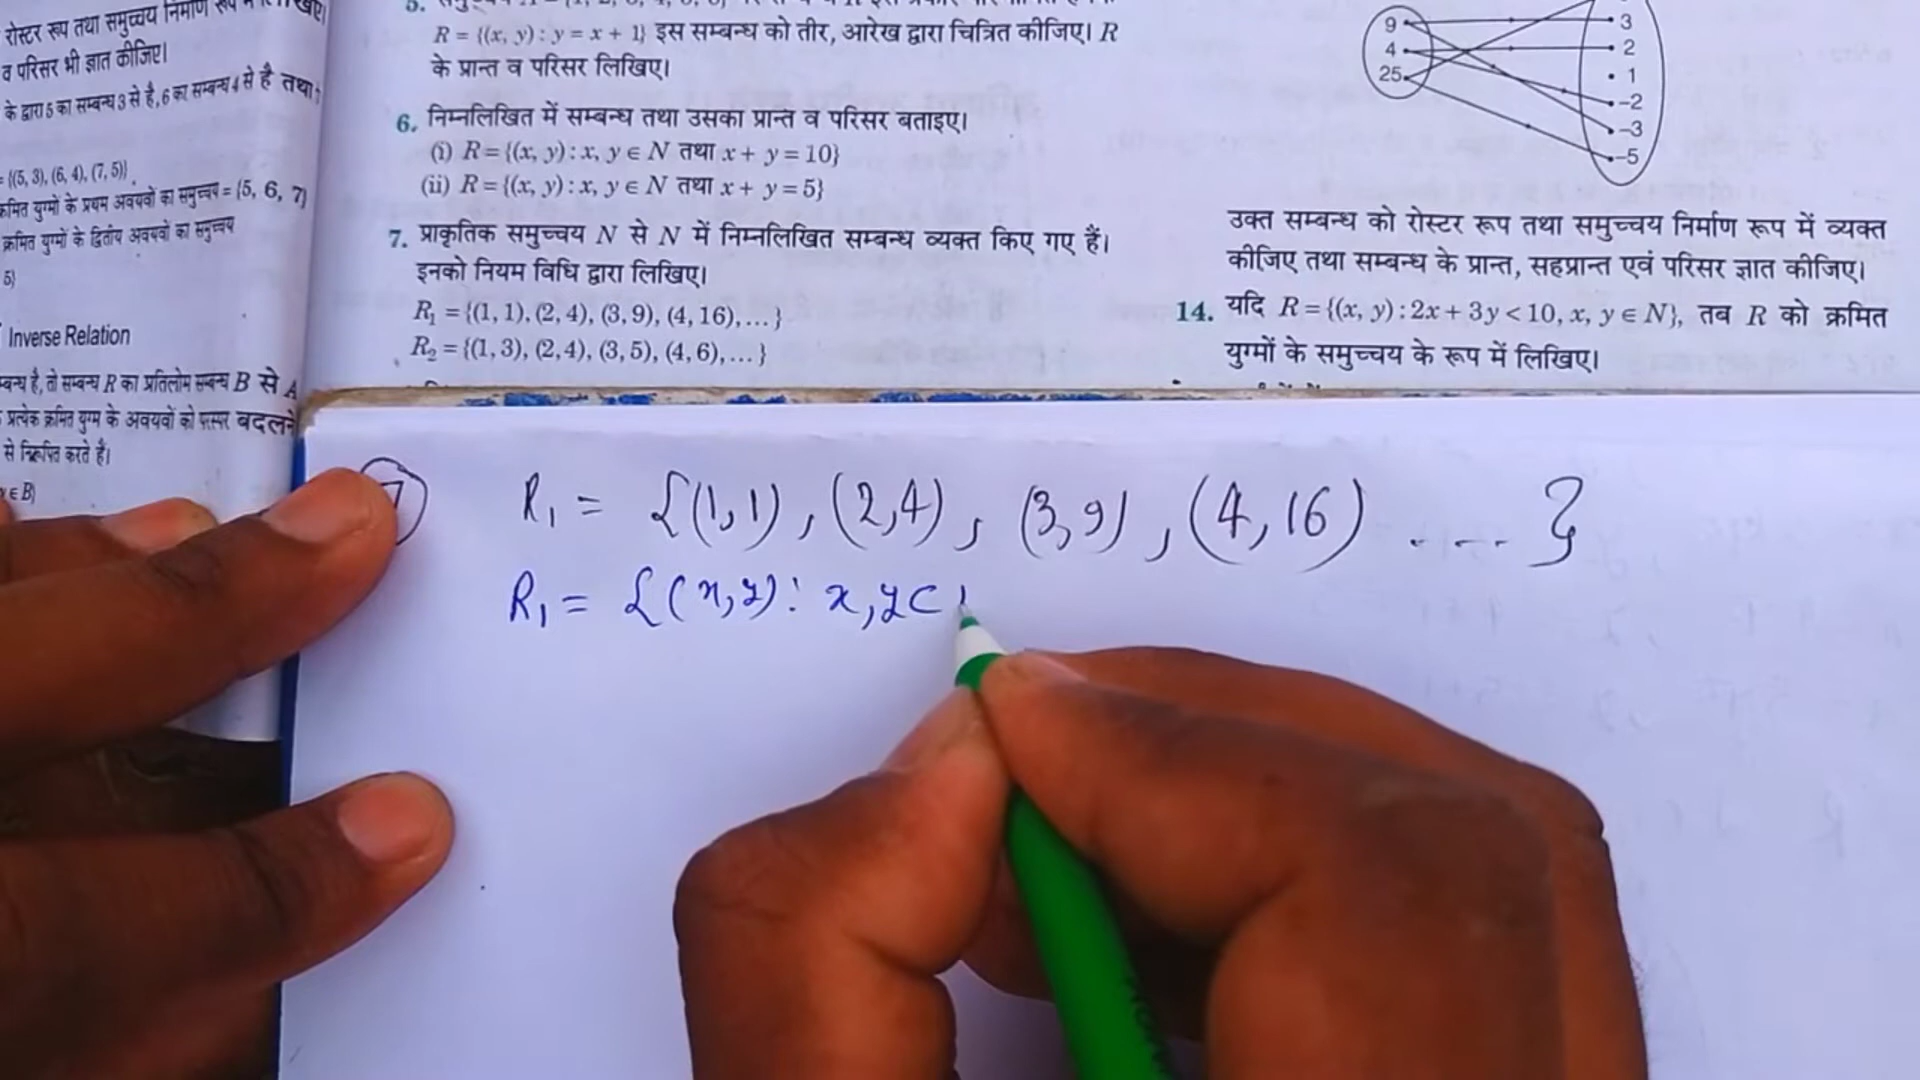 रोस्टर रूप तथा समुच्चय निर्माण रूप में लिखिए
व परिसर भी ज्ञात कीजिए।
के द्वारा 5 का सम्बन्ध 3 से है, 6 का सम्बन्ध 4 से है तथा
= {(5, 3), (6, 4), (7, 5)}
क्रमित युग्मों के प्रथम अवयवों का समुच्चय = {5, 6, 7}
क्रमित युग्मों के द्वितीय अवयवों का समुच्चय
5}
Inverse Relation
है, तो सम्बन्ध R का प्रतिलोम सम्बन्ध B से A
प्रत्येक क्रमित युग्म के अवयवों को परस्पर बदलने
से निरूपित करते हैं।
∈ B}
5.
R = {(x, y) : y = x + 1} इस सम्बन्ध को तीर, आरेख द्वारा चित्रित कीजिए। R
के प्रान्त व परिसर लिखिए।
6. निम्नलिखित में सम्बन्ध तथा उसका प्रान्त व परिसर बताइए।
(i) R = {(x, y) : x, y ∈ N तथा x + y = 10}
(ii) R = {(x, y) : x, y ∈ N तथा x + y = 5}
7. प्राकृतिक समुच्चय N से N में निम्नलिखित सम्बन्ध व्यक्त किए गए हैं।
इनको नियम विधि द्वारा लिखिए।
R₁ = {(1, 1), (2, 4), (3, 9), (4, 16), ...}
R₂ = {(1, 3), (2, 4), (3, 5), (4, 6), ...}
9
4
25
3
2
1
-2
-3
-5
उक्त सम्बन्ध को रोस्टर रूप तथा समुच्चय निर्माण रूप में व्यक्त
कीजिए तथा सम्बन्ध के प्रान्त, सहप्रान्त एवं परिसर ज्ञात कीजिए।
14. यदि R = {(x, y) : 2x + 3y < 10, x, y ∈ N}, तब R को क्रमित
युग्मों के समुच्चय के रूप में लिखिए।
7 R₁ = {(1,1), (2,4), (3,9), (4,16) ..... }
R₁ = {(x,y) : x,y ⊂